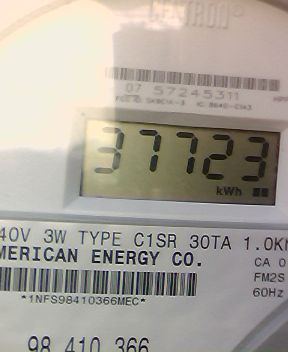 CENTRON®
07 57245311
37723
kWh
40V 3W TYPE C1SR 30TA 1.0K
MERICAN ENERGY CO.
CA 0
FM2S
60Hz
*1NFS98410366MEC*
98 410 366